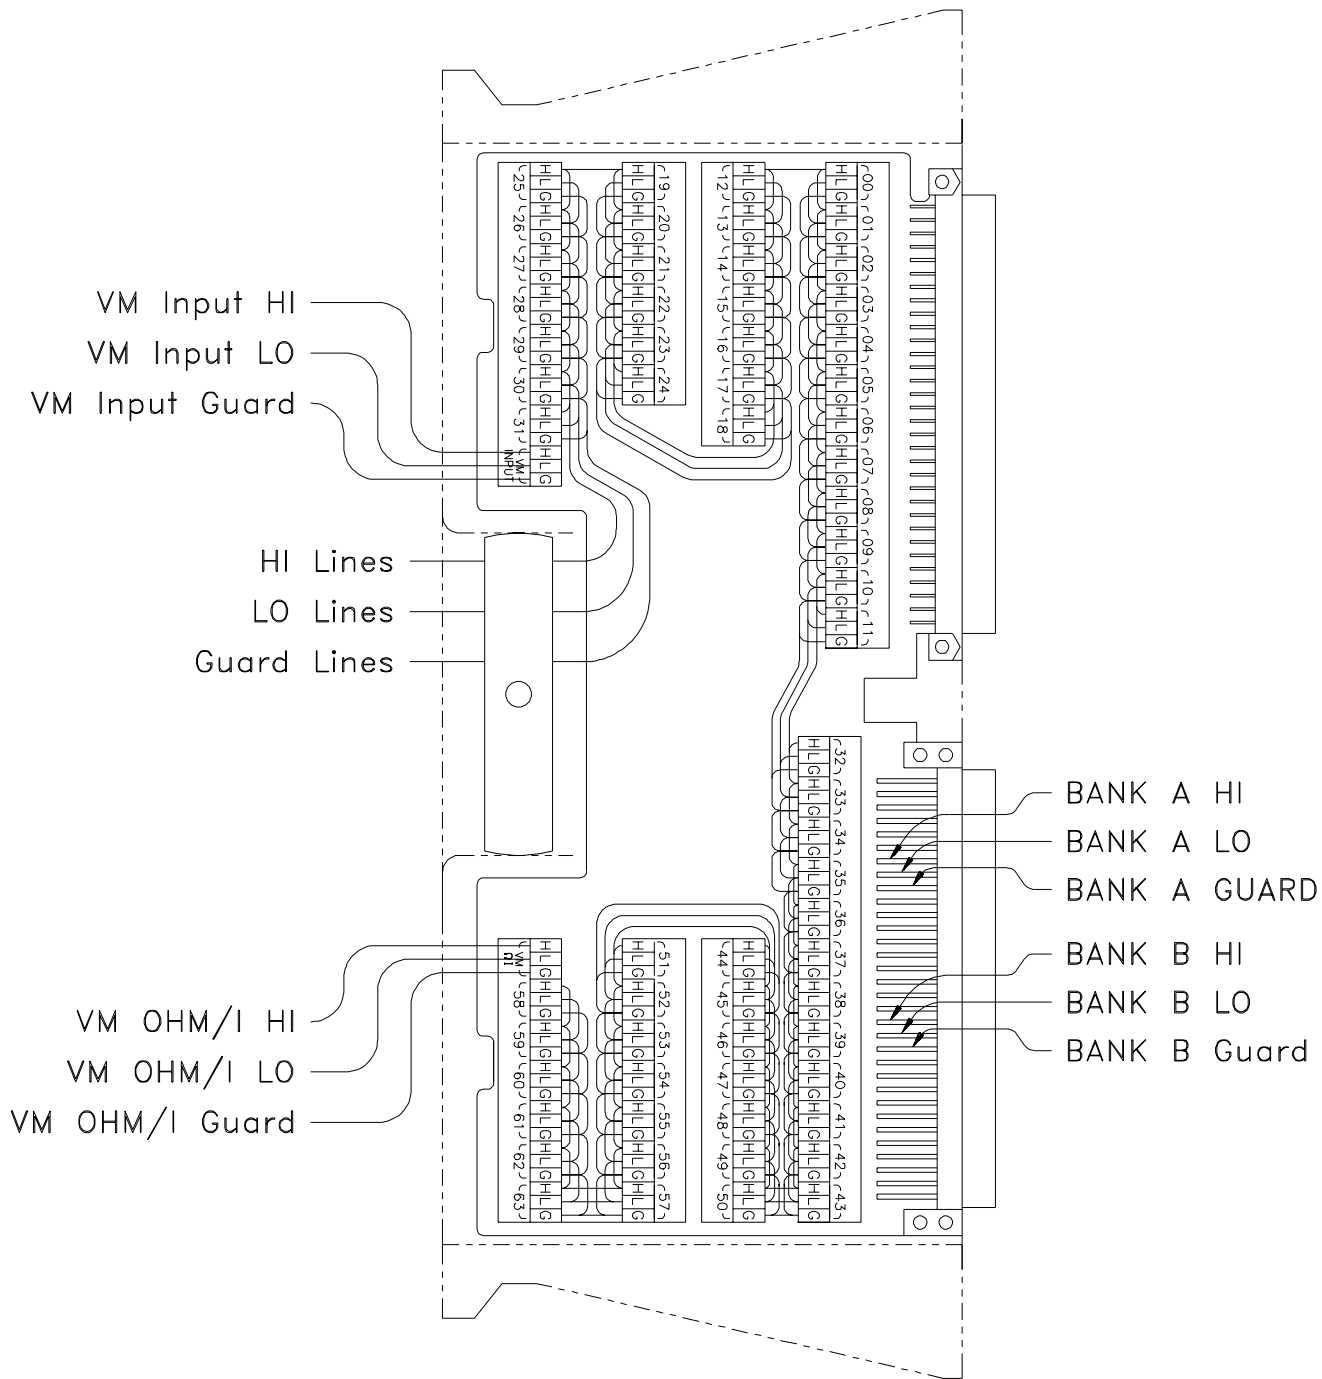 VM Input HI
VM Input LO
VM Input Guard
HI Lines
LO Lines
Guard Lines
VM OHM/I HI
VM OHM/I LO
VM OHM/I Guard
25
H L G
26
H L G
27
H L G
28
H L G
29
H L G
30
H L G
31
H L G
VM
INPUT
H L G
19
H L G
20
H L G
21
H L G
22
H L G
23
H L G
24
H L G
12
H L G
13
H L G
14
H L G
15
H L G
16
H L G
17
H L G
18
H L G
00
H L G
01
H L G
02
H L G
03
H L G
04
H L G
05
H L G
06
H L G
07
H L G
08
H L G
09
H L G
10
H L G
11
H L G
32
H L G
33
H L G
34
H L G
35
H L G
36
H L G
37
H L G
38
H L G
39
H L G
40
H L G
41
H L G
42
H L G
43
H L G
VM
ΩI
H L G
58
H L G
59
H L G
60
H L G
61
H L G
62
H L G
63
H L G
51
H L G
52
H L G
53
H L G
54
H L G
55
H L G
56
H L G
57
H L G
44
H L G
45
H L G
46
H L G
47
H L G
48
H L G
49
H L G
50
H L G
BANK A HI
BANK A LO
BANK A GUARD
BANK B HI
BANK B LO
BANK B Guard